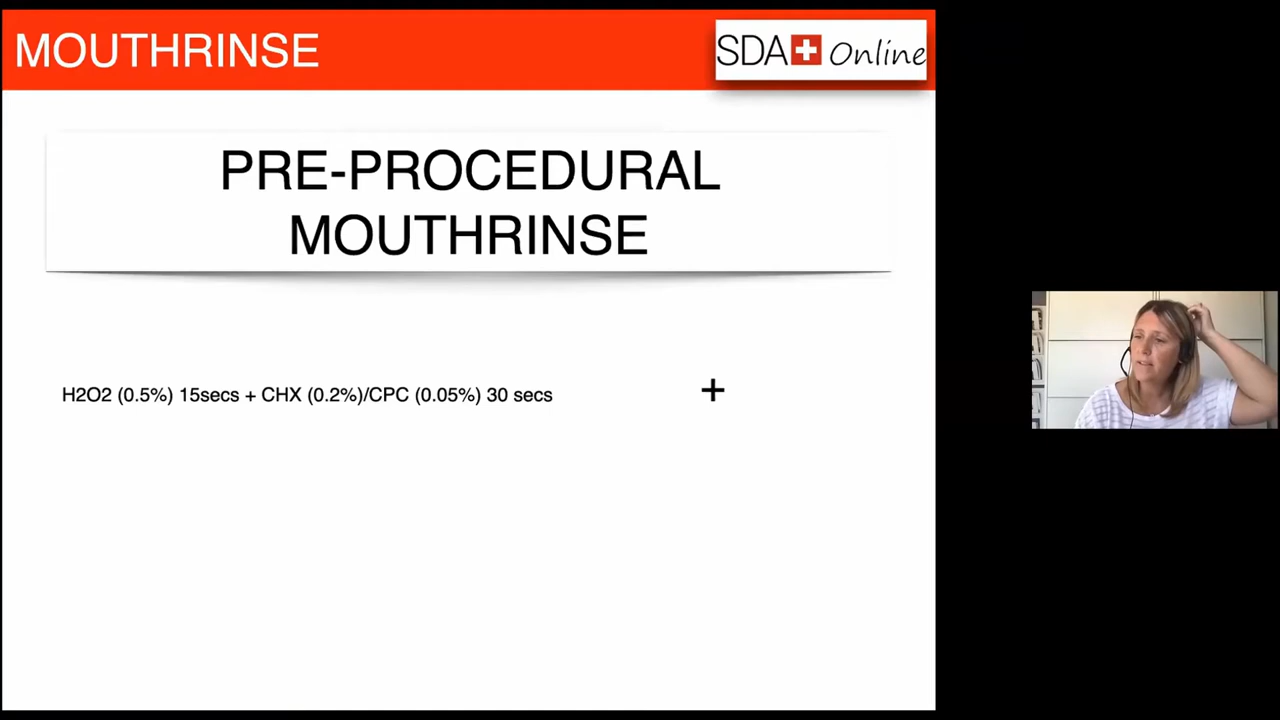 MOUTHRINSE
SDA Online
PRE-PROCEDURAL
MOUTHRINSE
H2O2 (0.5%) 15secs + CHX (0.2%)/CPC (0.05%) 30 secs
+